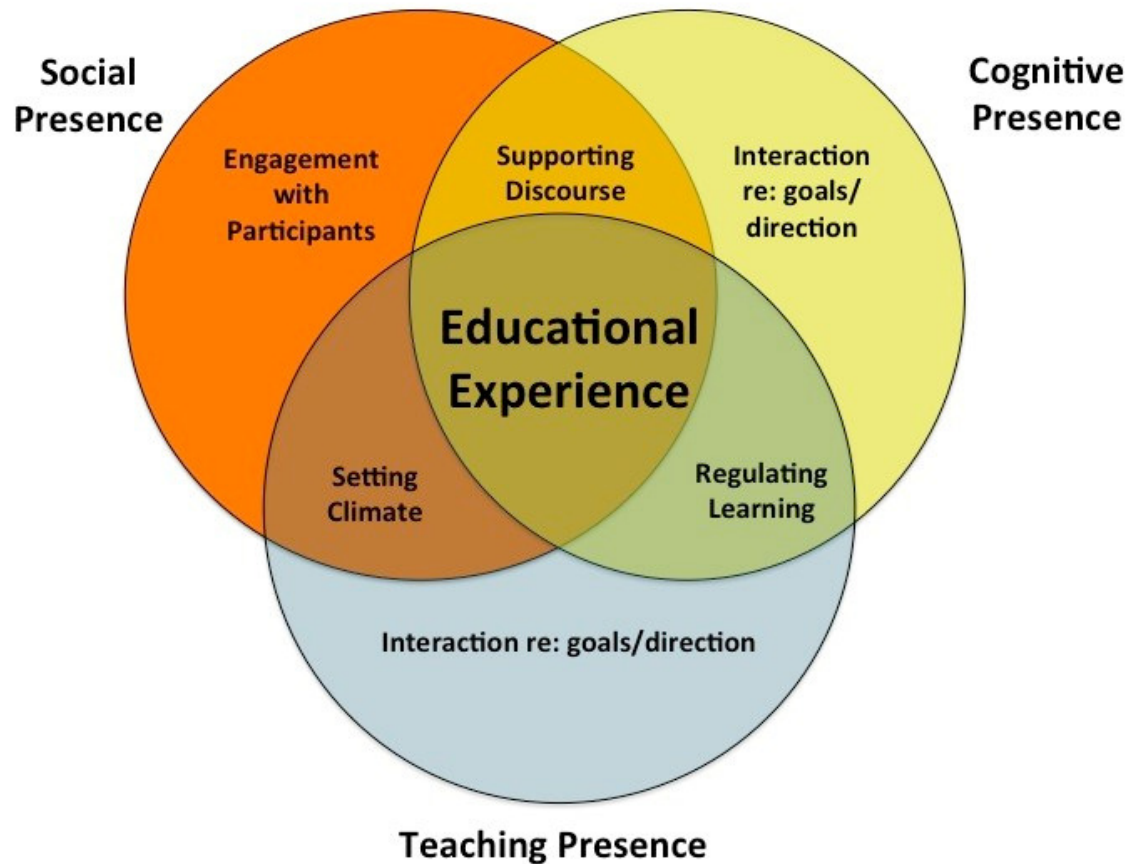 Social
Presence
Cognitive
Presence
Engagement
with
Participants
Supporting
Discourse
Interaction
re: goals/
direction
Educational
Experience
Setting
Climate
Regulating
Learning
Interaction re: goals/direction
Teaching Presence